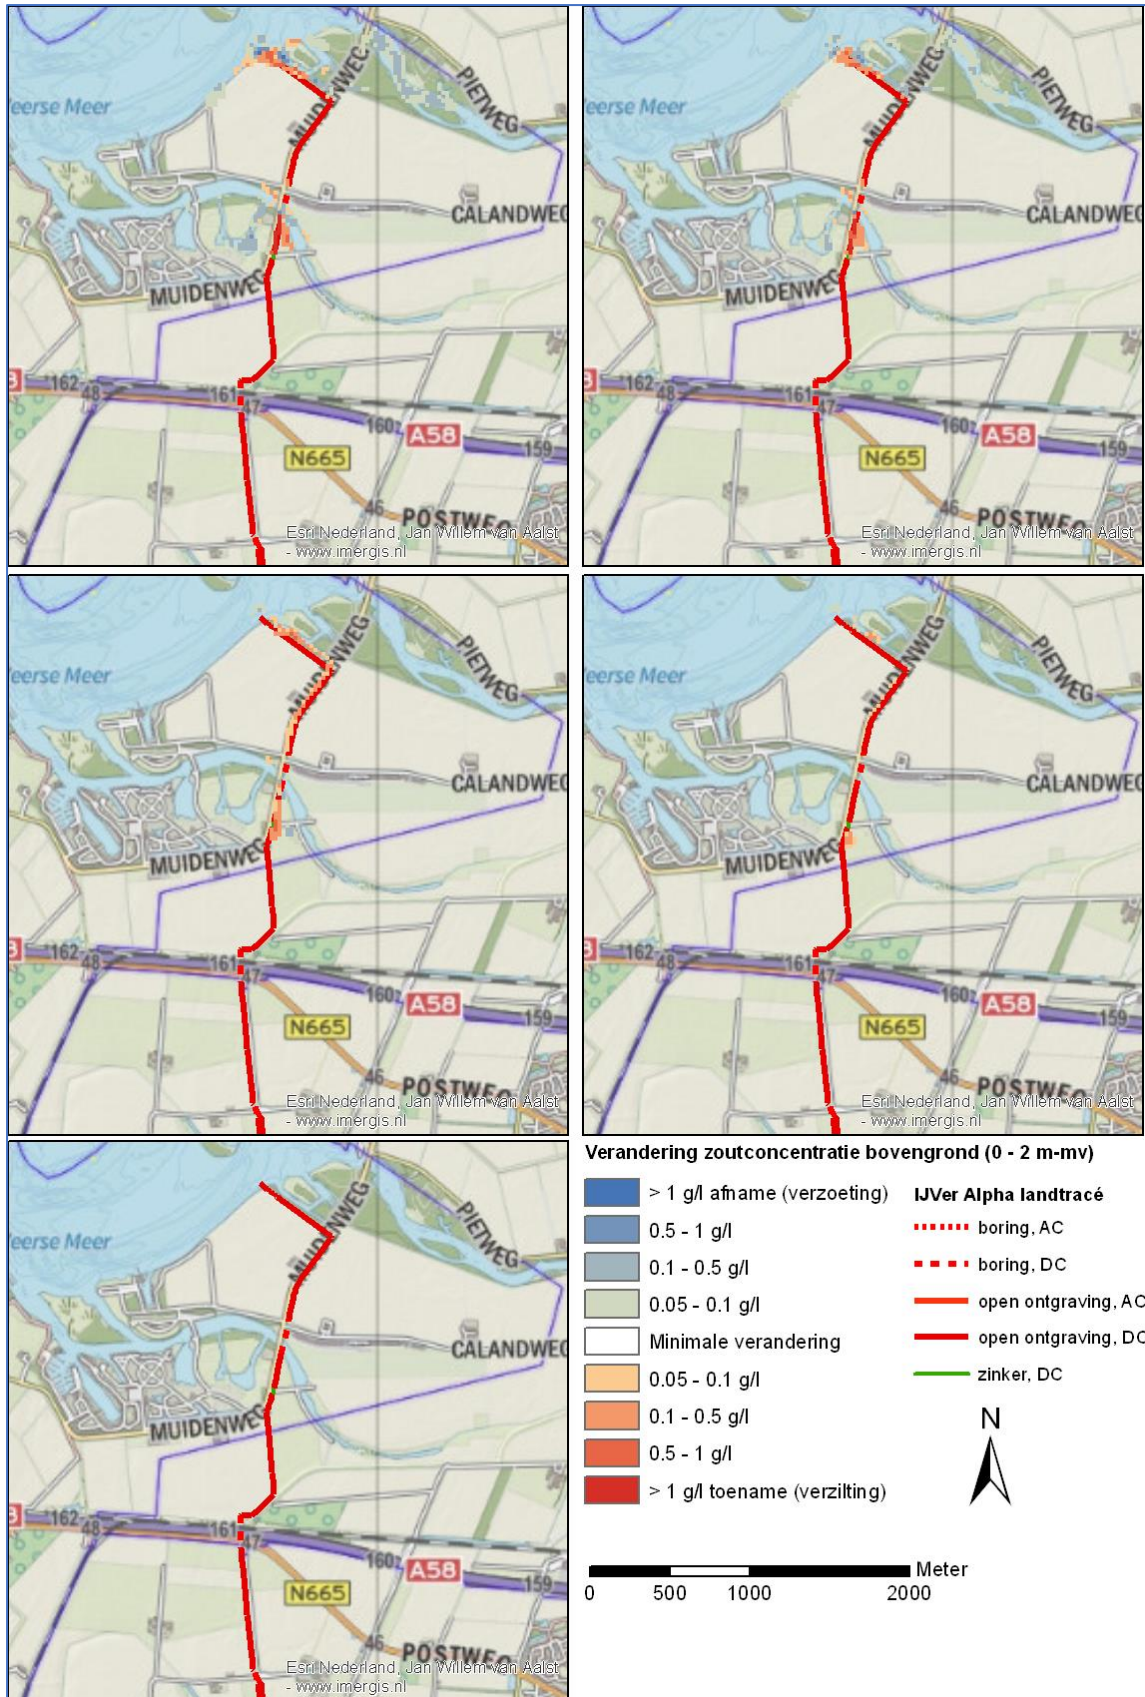 eerse Meer
MUIDENWEG
PIETWEG
CALANDWEG
MUIDENWEG
162
48
161
47
160
A58
159
N665
46
POSTWEG
Esri Nederland, Jan Willem van Aalst
- www.imergis.nl
eerse Meer
MUIDENWEG
PIETWEG
CALANDWEG
MUIDENWEG
162
48
161
47
160
A58
159
N665
46
POSTWEG
Esri Nederland, Jan Willem van Aalst
- www.imergis.nl
eerse Meer
MUIDENWEG
PIETWEG
CALANDWEG
MUIDENWEG
162
48
161
47
160
A58
159
N665
46
POSTWEG
Esri Nederland, Jan Willem van Aalst
- www.imergis.nl
eerse Meer
MUIDENWEG
PIETWEG
CALANDWEG
MUIDENWEG
162
48
161
47
160
A58
159
N665
46
POSTWEG
Esri Nederland, Jan Willem van Aalst
- www.imergis.nl
eerse Meer
MUIDENWEG
PIETWEG
CALANDWEG
MUIDENWEG
162
48
161
47
160
A58
159
N665
46
POSTWEG
Esri Nederland, Jan Willem van Aalst
- www.imergis.nl
Verandering zoutconcentratie bovengrond (0 - 2 m-mv)
> 1 g/l afname (verzoeting)
0.5 - 1 g/l
0.1 - 0.5 g/l
0.05 - 0.1 g/l
Minimale verandering
0.05 - 0.1 g/l
0.1 - 0.5 g/l
0.5 - 1 g/l
> 1 g/l toename (verzilting)
IJVer Alpha landtracé
boring, AC
boring, DC
open ontgraving, AC
open ontgraving, DC
zinker, DC
N
Meter
0 500 1000 2000